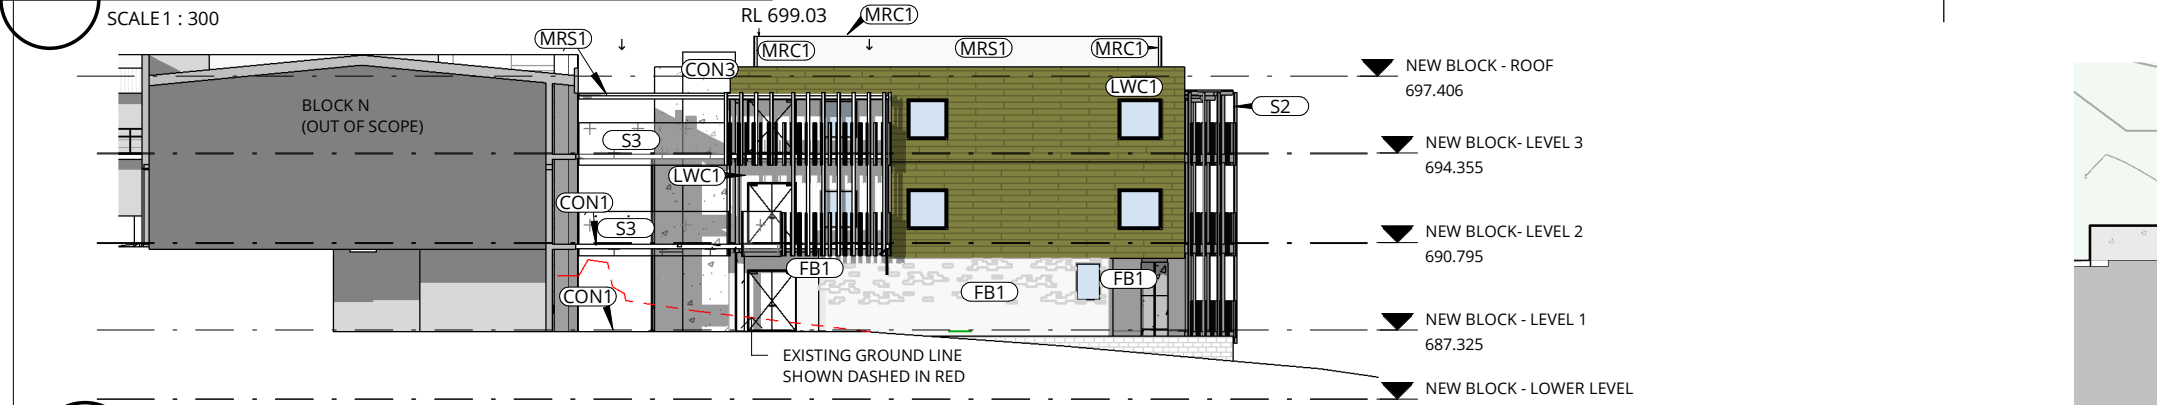 SCALE 1 : 300
RL 699.03
MRC1
MRS1
MRC1
MRS1
MRC1
CON3
NEW BLOCK - ROOF
697.406
LWC1
BLOCK N
(OUT OF SCOPE)
S2
S3
NEW BLOCK- LEVEL 3
694.355
LWC1
CON1
S3
NEW BLOCK- LEVEL 2
690.795
FB1
FB1
FB1
CON1
NEW BLOCK - LEVEL 1
687.325
EXISTING GROUND LINE
SHOWN DASHED IN RED
NEW BLOCK - LOWER LEVEL